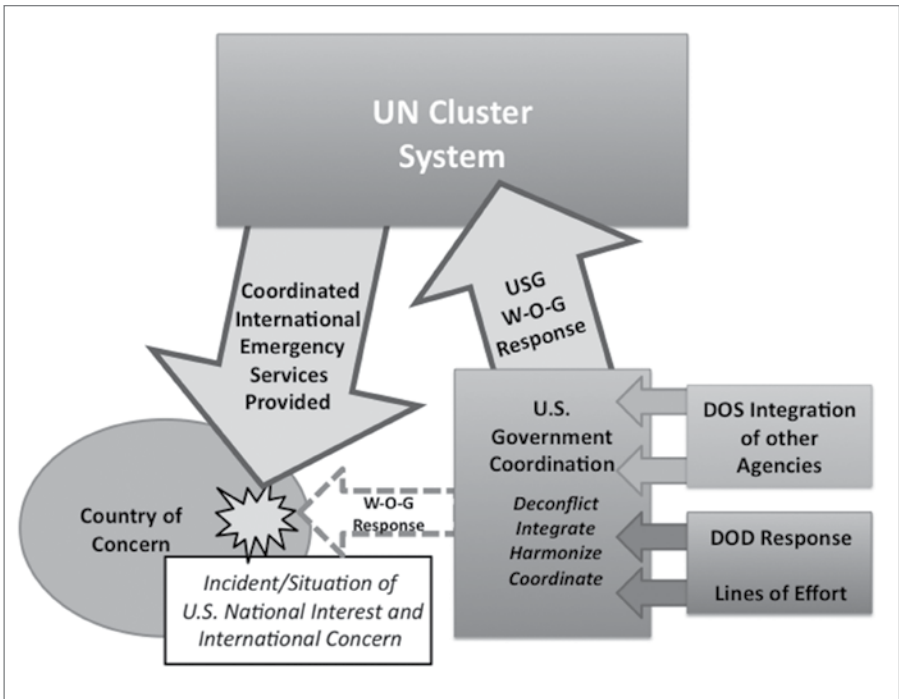 UN Cluster
System
Coordinated
International
Emergency
Services
Provided
USG
W-O-G
Response
U.S.
Government
Coordination
Deconflict
Integrate
Harmonize
Coordinate
DOS Integration
of other
Agencies
DOD Response
Lines of Effort
W-O-G
Response
Country of
Concern
Incident/Situation of
U.S. National Interest and
International Concern